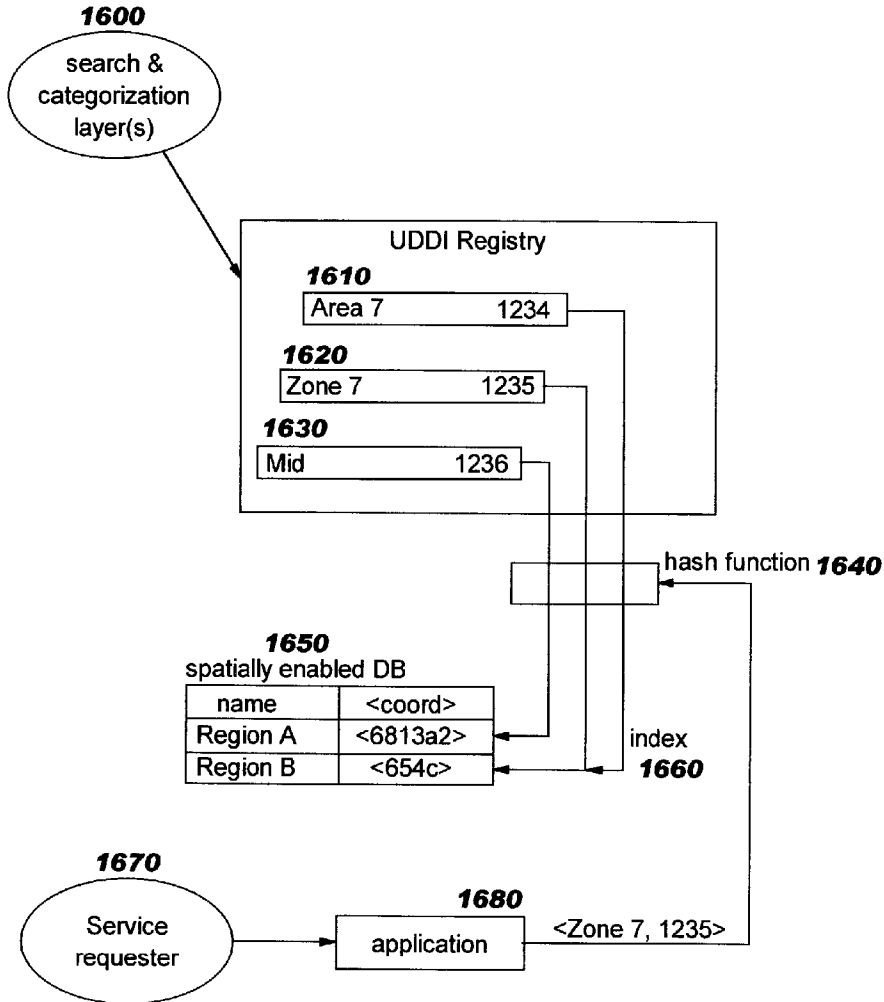 1600
search &
categorization
layer(s)
UDDI Registry
1610
Area 7 1234
1620
Zone 7 1235
1630
Mid 1236
hash function 1640
1650
spatially enabled DB
name <coord>
Region A <6813a2>
Region B <654c>
index
1660
1670
Service
requester
1680
application
<Zone 7, 1235>